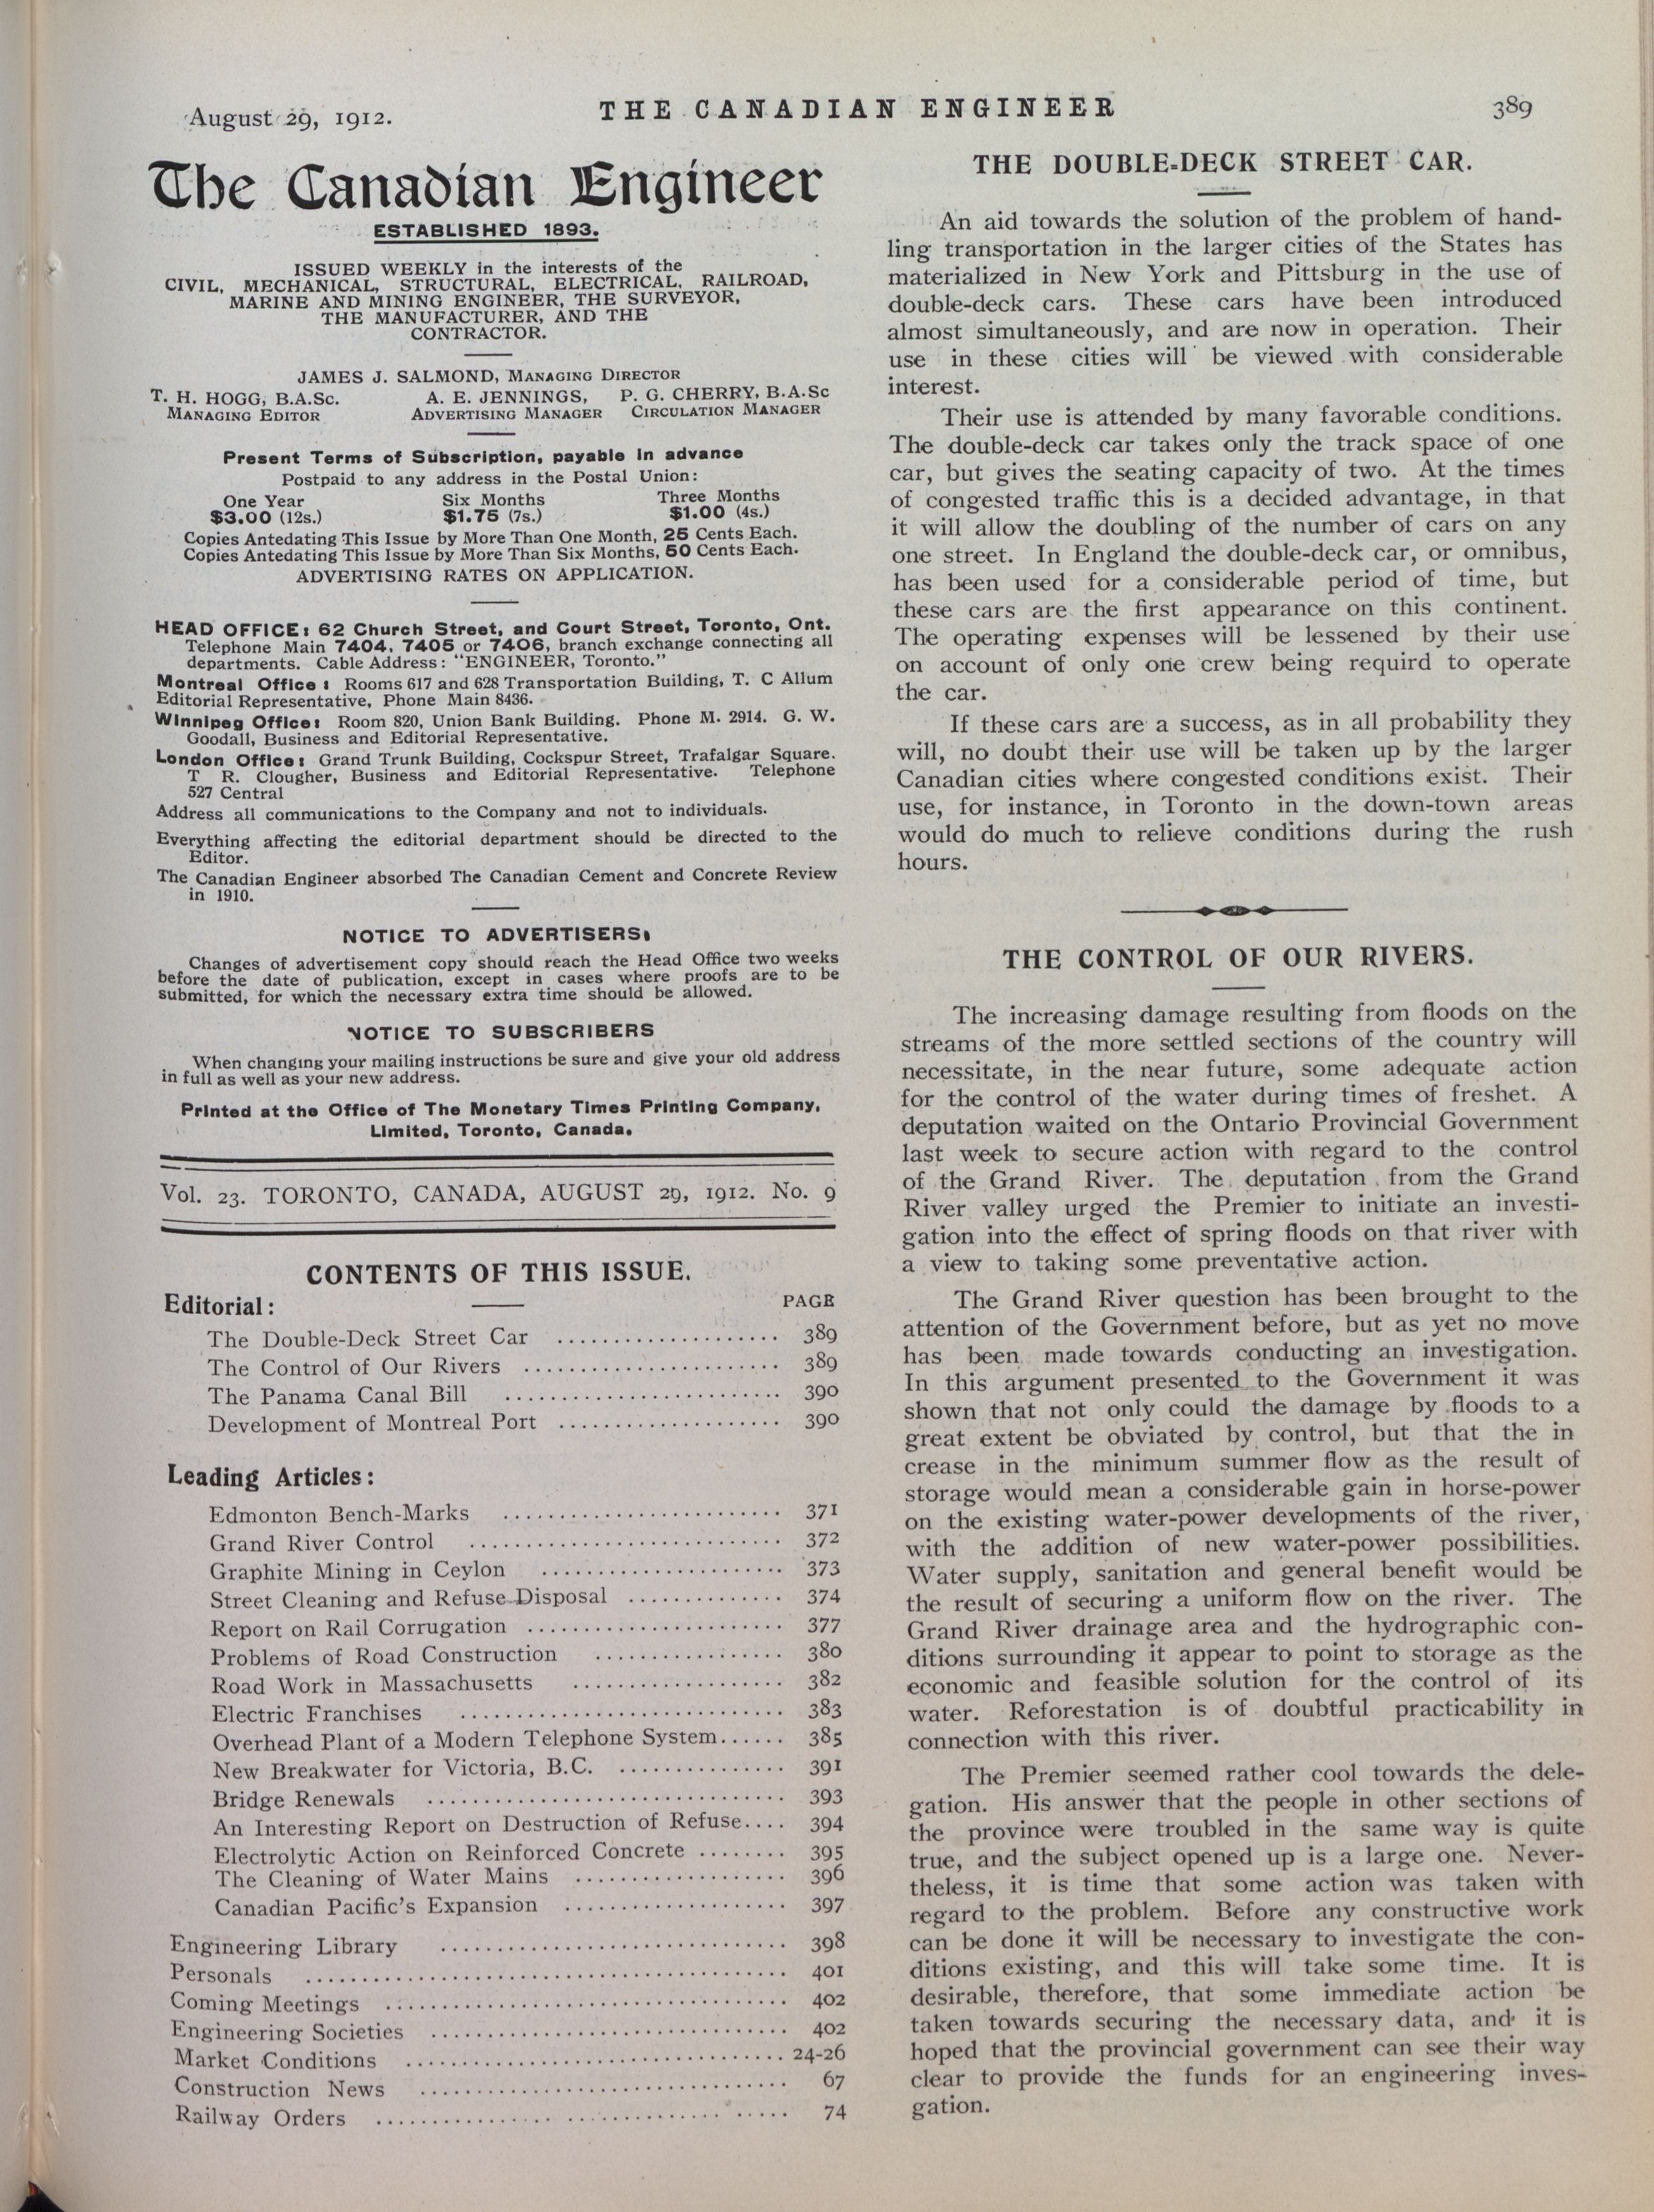 August 29, 1912.
THE CANADIAN ENGINEER
389
The Canadian Engineer
ESTABLISHED 1893.
ISSUED WEEKLY in the interests of the
CIVIL, MECHANICAL, STRUCTURAL, ELECTRICAL, RAILROAD,
MARINE AND MINING ENGINEER, THE SURVEYOR,
THE MANUFACTURER, AND THE
CONTRACTOR.
JAMES J. SALMOND, MANAGING DIRECTOR
T. H. HOGG, B.A.Sc. A. E. JENNINGS, P. G. CHERRY, B.A.Sc
MANAGING EDITOR ADVERTISING MANAGER CIRCULATION MANAGER
Present Terms of Subscription, payable in advance
Postpaid to any address in the Postal Union:
One Year Six Months Three Months
$3.00 (12s.) $1.75 (7s.) $1.00 (4s.)
Copies Antedating This Issue by More Than One Month, 25 Cents Each.
Copies Antedating This Issue by More Than Six Months, 50 Cents Each.
ADVERTISING RATES ON APPLICATION.
HEAD OFFICE: 62 Church Street, and Court Street, Toronto, Ont.
Telephone Main 7404, 7405 or 7406, branch exchange connecting all
departments. Cable Address: "ENGINEER, Toronto."
Montreal Office: Rooms 617 and 628 Transportation Building, T. C Allum
Editorial Representative, Phone Main 8436.
Winnipeg Office: Room 820, Union Bank Building. Phone M. 2914. G. W.
Goodall, Business and Editorial Representative.
London Office: Grand Trunk Building, Cockspur Street, Trafalgar Square.
T R. Clougher, Business and Editorial Representative. Telephone
527 Central
Address all communications to the Company and not to individuals.
Everything affecting the editorial department should be directed to the
Editor.
The Canadian Engineer absorbed The Canadian Cement and Concrete Review
in 1910.
NOTICE TO ADVERTISERS:
Changes of advertisement copy should reach the Head Office two weeks
before the date of publication, except in cases where proofs are to be
submitted, for which the necessary extra time should be allowed.
NOTICE TO SUBSCRIBERS
When changing your mailing instructions be sure and give your old address
in full as well as your new address.
Printed at the Office of The Monetary Times Printing Company,
Limited, Toronto, Canada.
Vol. 23. TORONTO, CANADA, AUGUST 29, 1912. No. 9
CONTENTS OF THIS ISSUE.
Editorial: PAGE
The Double-Deck Street Car .................... 389
The Control of Our Rivers ....................... 389
The Panama Canal Bill ......................... 390
Development of Montreal Port .................... 390
Leading Articles:
Edmonton Bench-Marks ......................... 371
Grand River Control ............................ 372
Graphite Mining in Ceylon ...................... 373
Street Cleaning and Refuse Disposal .............. 374
Report on Rail Corrugation ....................... 377
Problems of Road Construction ................. 380
Road Work in Massachusetts ................... 382
Electric Franchises ............................. 383
Overhead Plant of a Modern Telephone System...... 385
New Breakwater for Victoria, B.C. ............... 391
Bridge Renewals ................................ 393
An Interesting Report on Destruction of Refuse.... 394
Electrolytic Action on Reinforced Concrete ........ 395
The Cleaning of Water Mains ................... 396
Canadian Pacific's Expansion .................... 397
Engineering Library ............................... 398
Personals ........................................... 401
Coming Meetings .................................... 402
Engineering Societies ................................ 402
Market Conditions .................................. 24-26
Construction News ................................. 67
Railway Orders ..................................... 74
THE DOUBLE-DECK STREET CAR.
An aid towards the solution of the problem of hand-
ling transportation in the larger cities of the States has
materialized in New York and Pittsburg in the use of
double-deck cars. These cars have been introduced
almost simultaneously, and are now in operation. Their
use in these cities will be viewed with considerable
interest.
Their use is attended by many favorable conditions.
The double-deck car takes only the track space of one
car, but gives the seating capacity of two. At the times
of congested traffic this is a decided advantage, in that
it will allow the doubling of the number of cars on any
one street. In England the double-deck car, or omnibus,
has been used for a considerable period of time, but
these cars are the first appearance on this continent.
The operating expenses will be lessened by their use
on account of only one crew being requird to operate
the car.
If these cars are a success, as in all probability they
will, no doubt their use will be taken up by the larger
Canadian cities where congested conditions exist. Their
use, for instance, in Toronto in the down-town areas
would do much to relieve conditions during the rush
hours.
THE CONTROL OF OUR RIVERS.
The increasing damage resulting from floods on the
streams of the more settled sections of the country will
necessitate, in the near future, some adequate action
for the control of the water during times of freshet. A
deputation waited on the Ontario Provincial Government
last week to secure action with regard to the control
of the Grand River. The deputation from the Grand
River valley urged the Premier to initiate an investi-
gation into the effect of spring floods on that river with
a view to taking some preventative action.
The Grand River question has been brought to the
attention of the Government before, but as yet no move
has been made towards conducting an investigation.
In this argument presented to the Government it was
shown that not only could the damage by floods to a
great extent be obviated by control, but that the in
crease in the minimum summer flow as the result of
storage would mean a considerable gain in horse-power
on the existing water-power developments of the river,
with the addition of new water-power possibilities.
Water supply, sanitation and general benefit would be
the result of securing a uniform flow on the river. The
Grand River drainage area and the hydrographic con-
ditions surrounding it appear to point to storage as the
economic and feasible solution for the control of its
water. Reforestation is of doubtful practicability in
connection with this river.
The Premier seemed rather cool towards the dele-
gation. His answer that the people in other sections of
the province were troubled in the same way is quite
true, and the subject opened up is a large one. Never-
theless, it is time that some action was taken with
regard to the problem. Before any constructive work
can be done it will be necessary to investigate the con-
ditions existing, and this will take some time. It is
desirable, therefore, that some immediate action be
taken towards securing the necessary data, and it is
hoped that the provincial government can see their way
clear to provide the funds for an engineering inves-
gation.